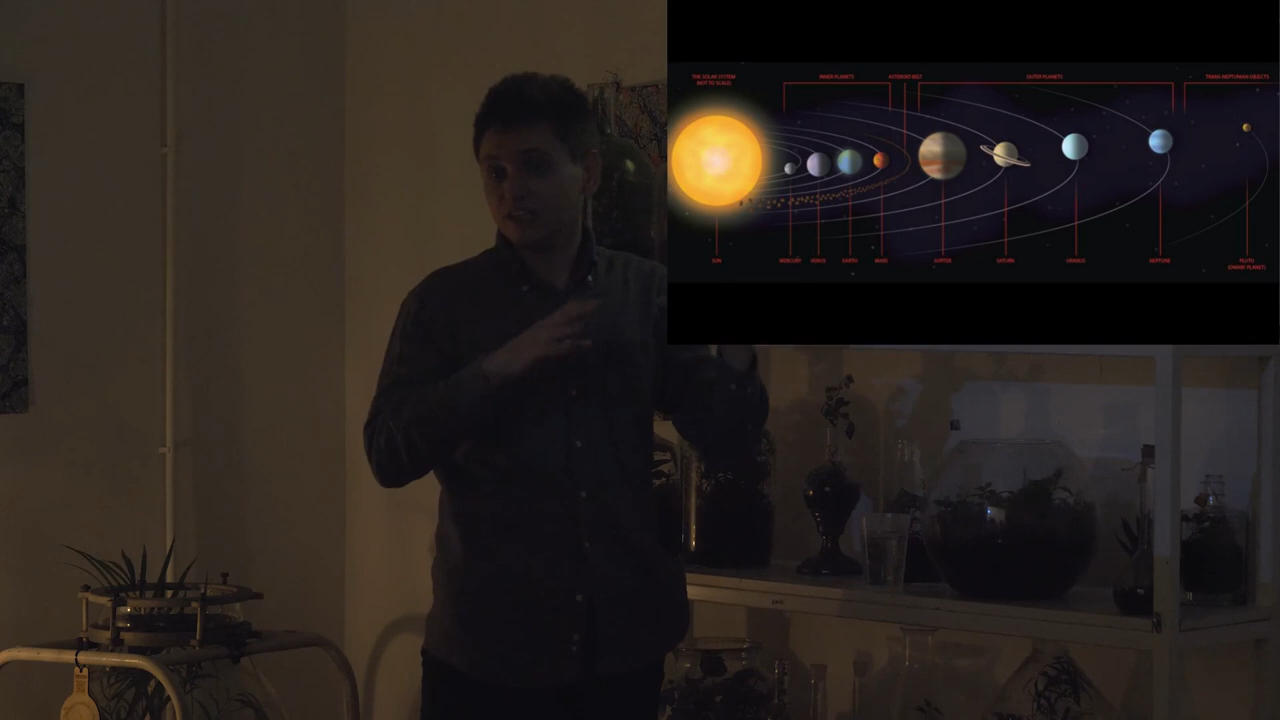 THE SOLAR SYSTEM
(NOT TO SCALE)
INNER PLANETS
ASTEROID BELT
OUTER PLANETS
TRANS-NEPTUNIAN OBJECTS
SUN
MERCURY
VENUS
EARTH
MARS
JUPITER
SATURN
URANUS
NEPTUNE
PLUTO
(DWARF PLANET)